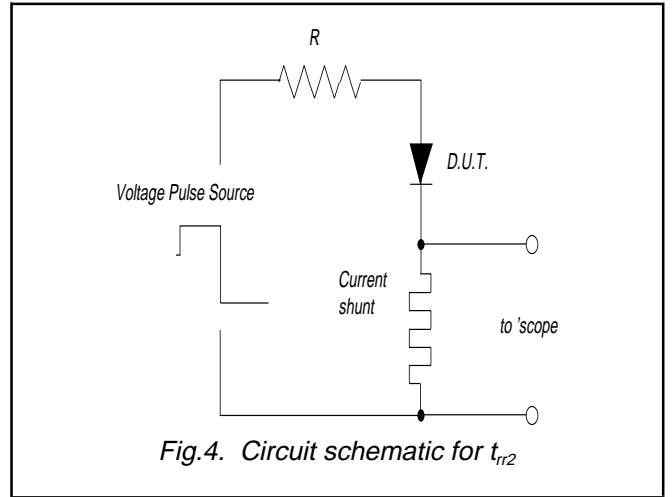 R
D.U.T.
Voltage Pulse Source
Current
shunt
to 'scope
Fig.4. Circuit schematic for trr2